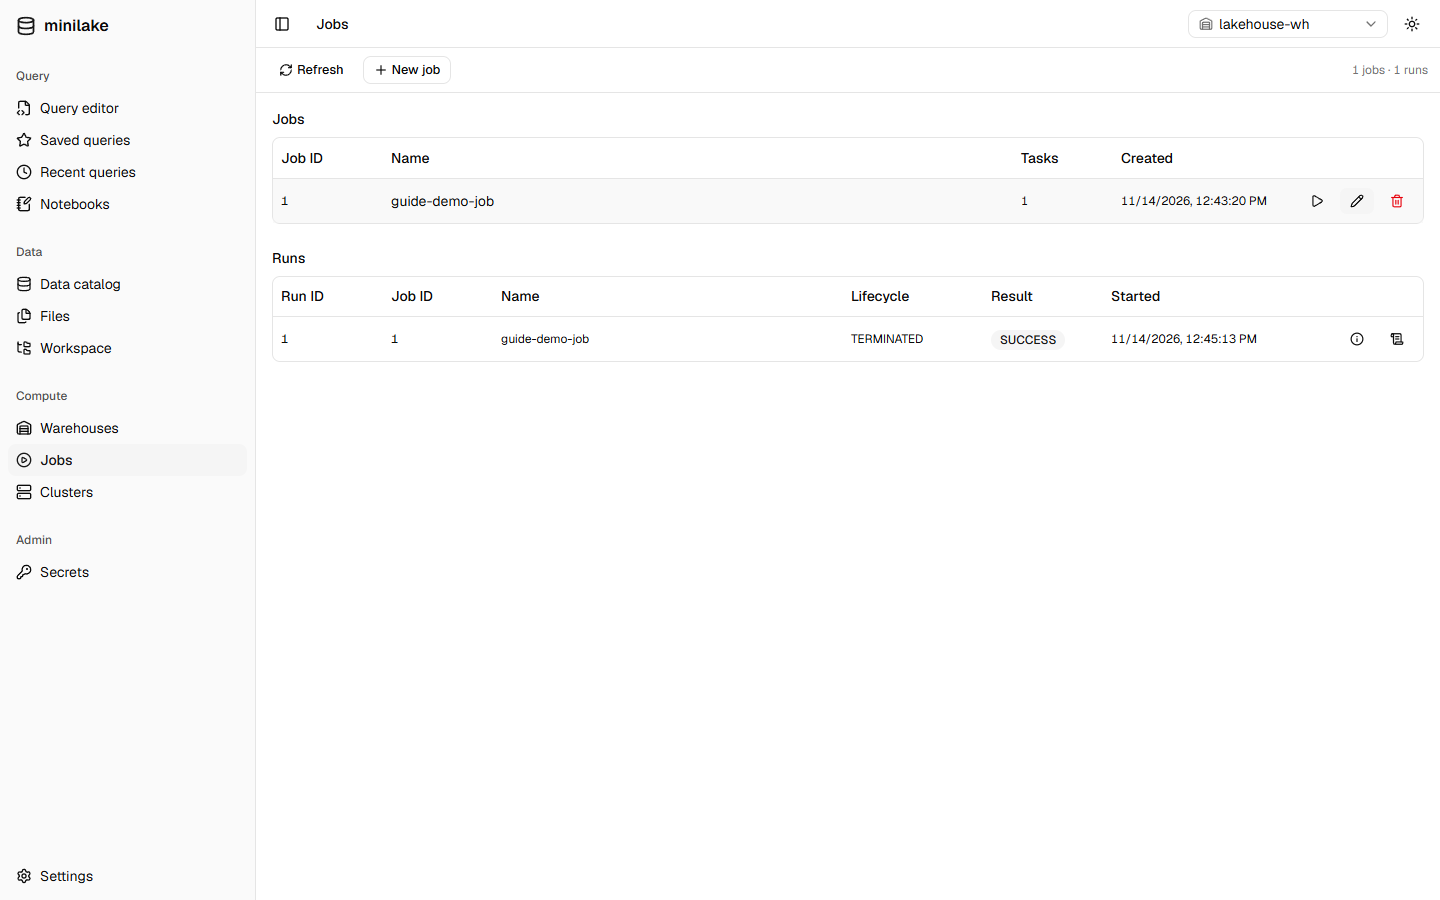 minilake
Query
Query editor
Saved queries
Recent queries
Notebooks
Data
Data catalog
Files
Workspace
Compute
Warehouses
Jobs
Clusters
Admin
Secrets
Settings
Jobs
lakehouse-wh
Refresh
New job
1 jobs · 1 runs
Jobs
Job ID Name Tasks Created
1 guide-demo-job 1 11/14/2026, 12:43:20 PM
Runs
Run ID Job ID Name Lifecycle Result Started
1 1 guide-demo-job TERMINATED SUCCESS 11/14/2026, 12:45:13 PM